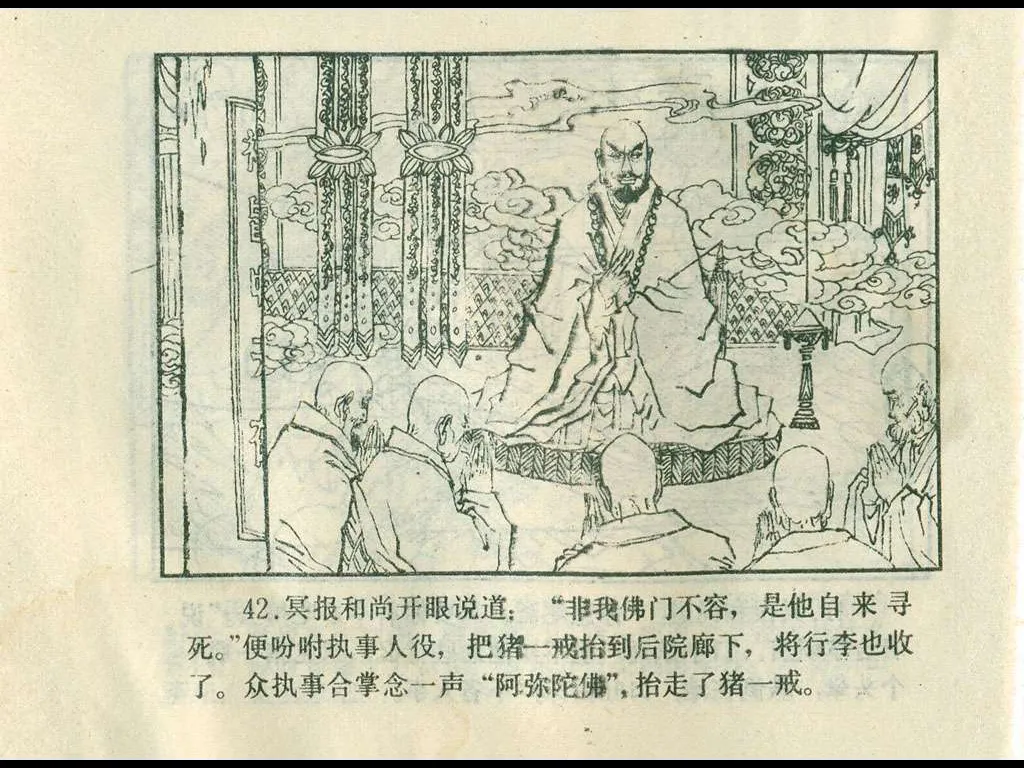 42.冥报和尚开眼说道：“非我佛门不容，是他自来寻
死。”便吩咐执事人役，把猪一戒抬到后院廊下，将行李也收
了。众执事合掌念一声“阿弥陀佛”，抬走了猪一戒。